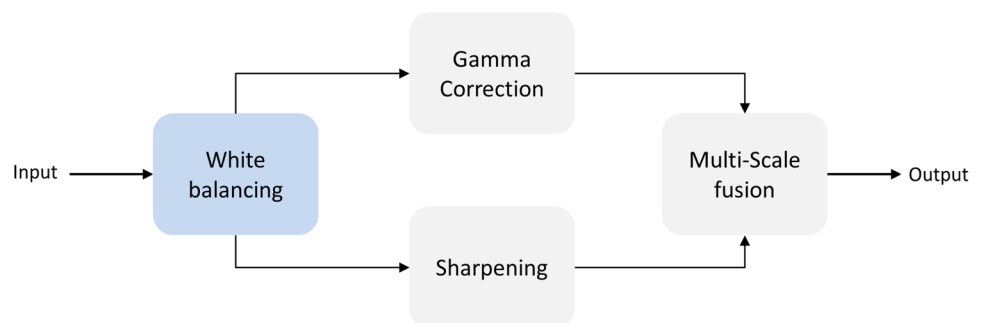 Input
White
balancing
Gamma
Correction
Sharpening
Multi-Scale
fusion
Output